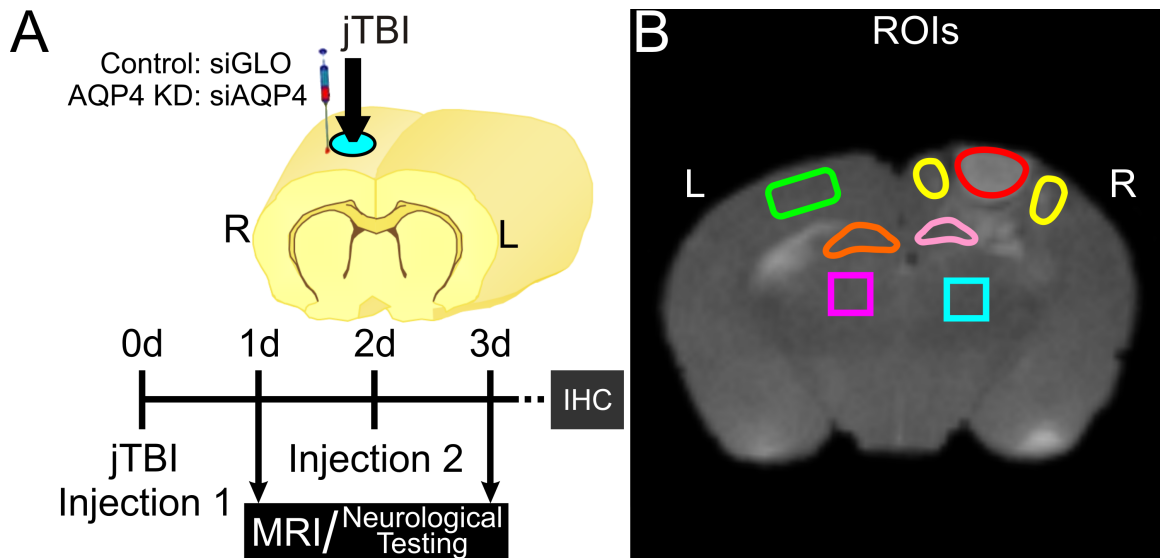 A
jTBI
Control: siGLO
AQP4 KD: siAQP4
R
L
0d 1d 2d 3d
IHC
jTBI
Injection 1
Injection 2
MRI/Neurological
Testing
B
ROIs
L
R